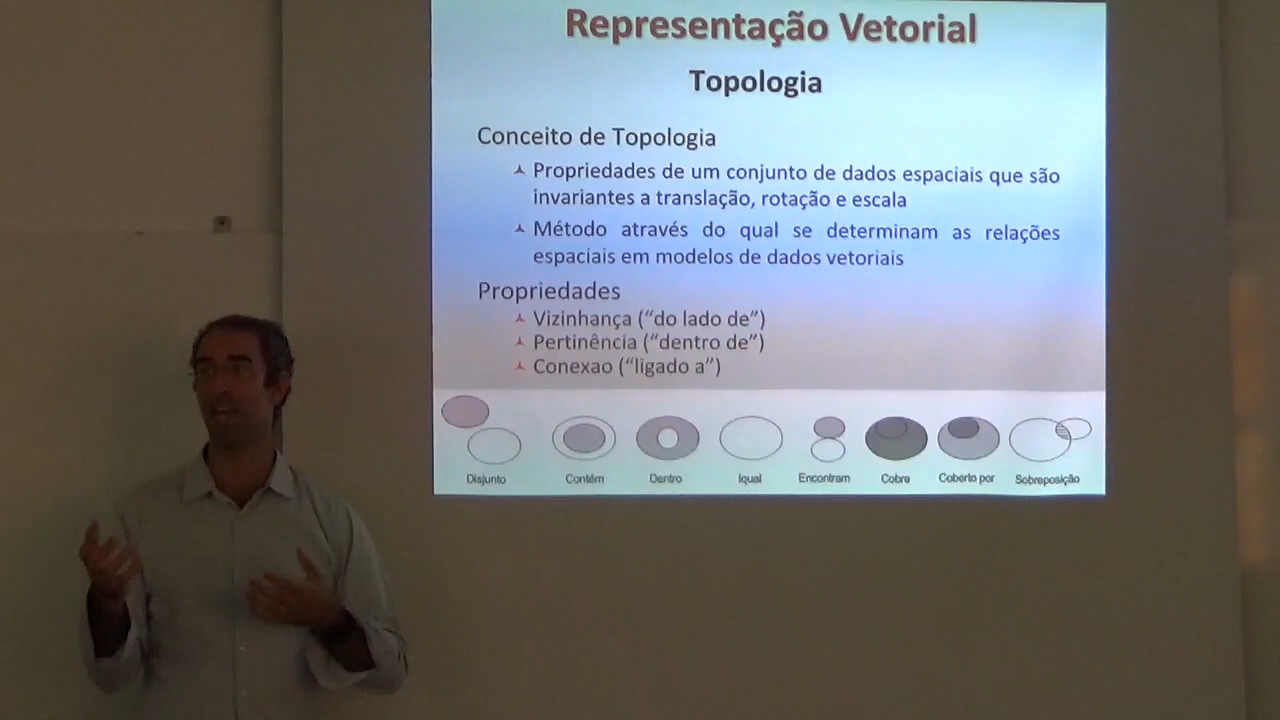 Representação Vetorial
Topologia
Conceito de Topologia
Propriedades de um conjunto de dados espaciais que são
invariantes a translação, rotação e escala
Método através do qual se determinam as relações
espaciais em modelos de dados vetoriais
Propriedades
Vizinhança (“do lado de”)
Pertinência (“dentro de”)
Conexao (“ligado a”)
Disjunto Contém Dentro Iqual Encontram Cobre Coberto por Sobreposição